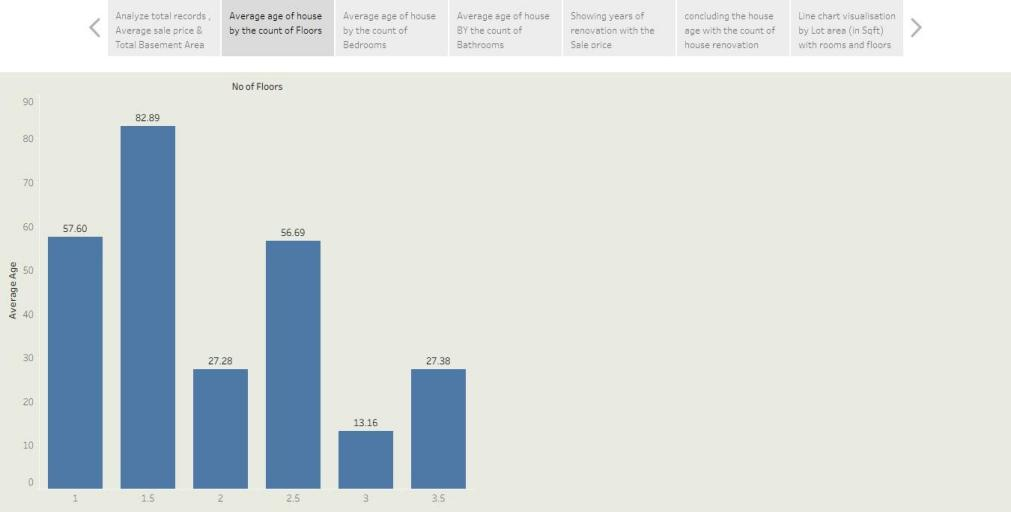 Analyze total records ,
Average sale price &
Total Basement Area
Average age of house
by the count of Floors
Average age of house
by the count of
Bedrooms
Average age of house
BY the count of
Bathrooms
Showing years of
renovation with the
Sale price
concluding the house
age with the count of
house renovation
Line chart visualisation
by Lot area (in Sqft)
with rooms and floors
No of Floors
90
80
70
60
50
40
30
20
10
0
Average Age
57.60
82.89
27.28
56.69
13.16
27.38
1
1.5
2
2.5
3
3.5